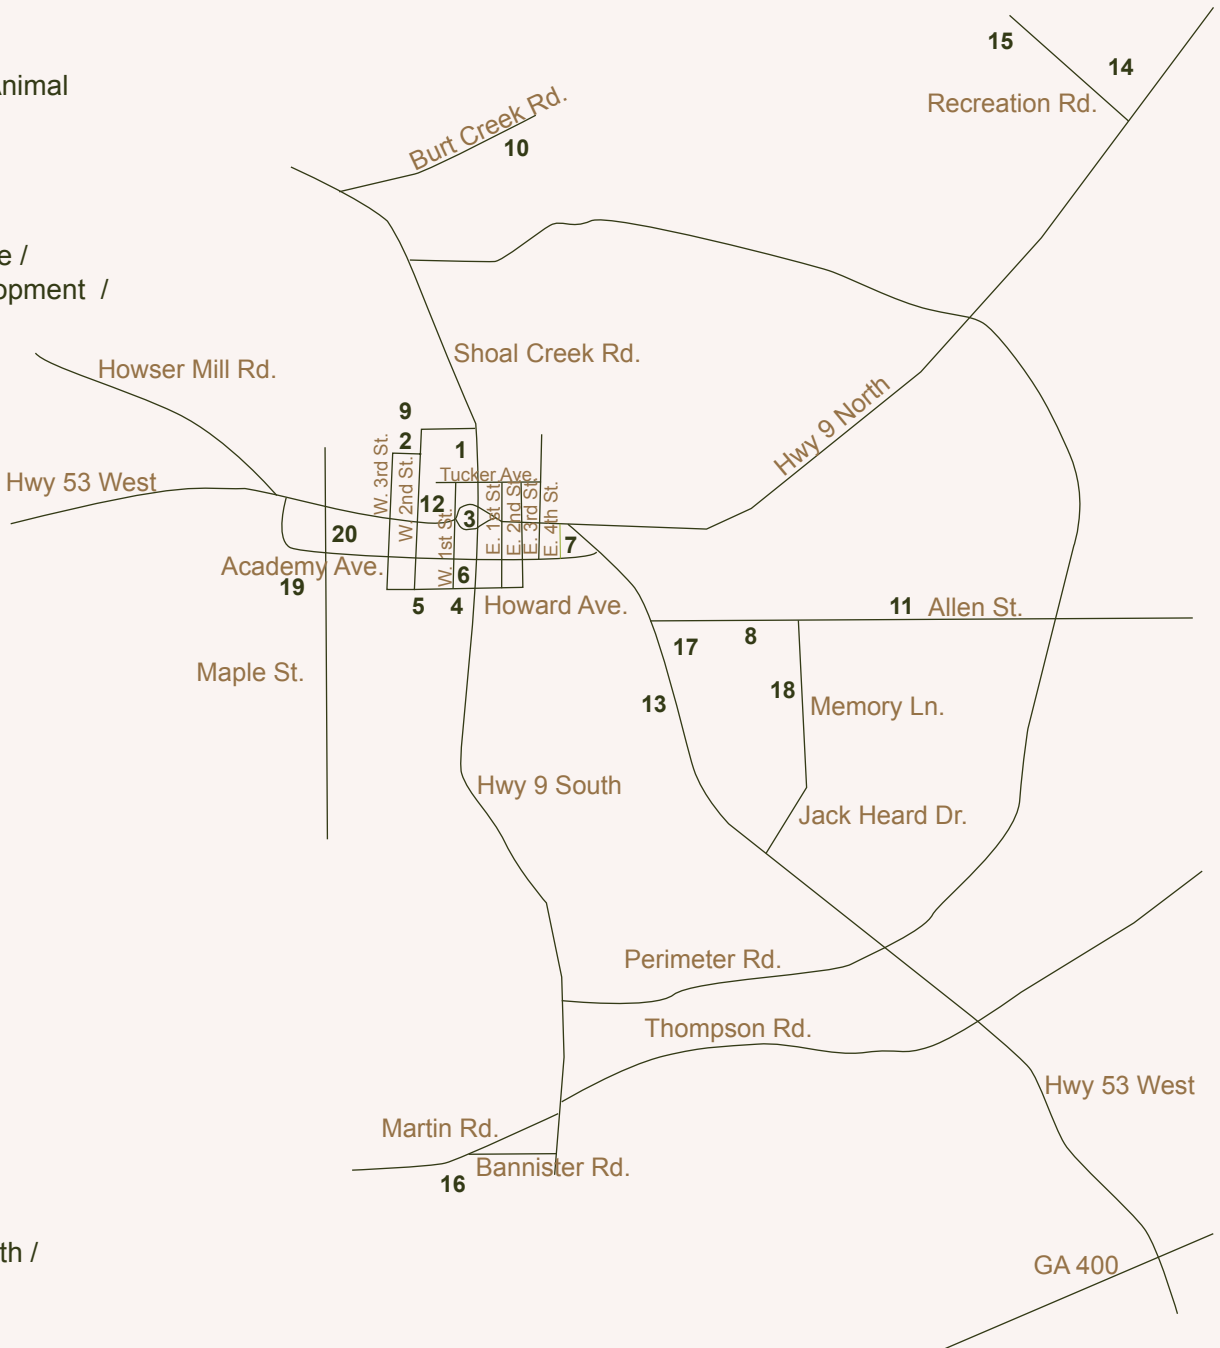 15
14
nimal
Recreation Rd.
Burt Creek Rd.
10
e /
opment /
Shoal Creek Rd.
Howser Mill Rd.
Hwy 9 North
9
2
1
W. 3rd St.
Tucker Ave.
Hwy 53 West
W. 2nd St.
12
3
W. 1st St.
E. 1st St.
E. 2nd St.
E. 3rd St.
E. 4th St.
20
7
Academy Ave.
19
6
5
4
Howard Ave.
11
Allen St.
17
8
Maple St.
18
13
Memory Ln.
Hwy 9 South
Jack Heard Dr.
Perimeter Rd.
Thompson Rd.
Hwy 53 West
Martin Rd.
Bannister Rd.
16
th /
GA 400